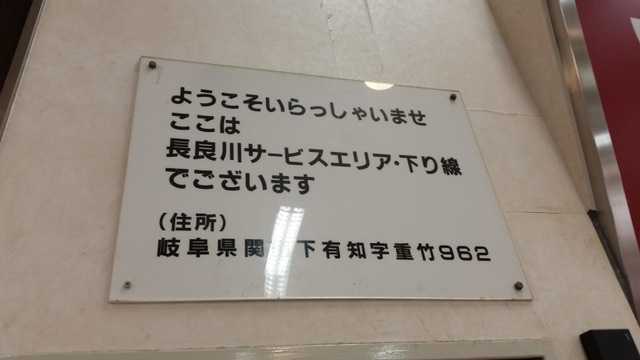 ようこそいらっしゃいませ
ここは
長良川サービスエリア・下り線
でございます
(住所)
岐阜県関 下有知字重竹962